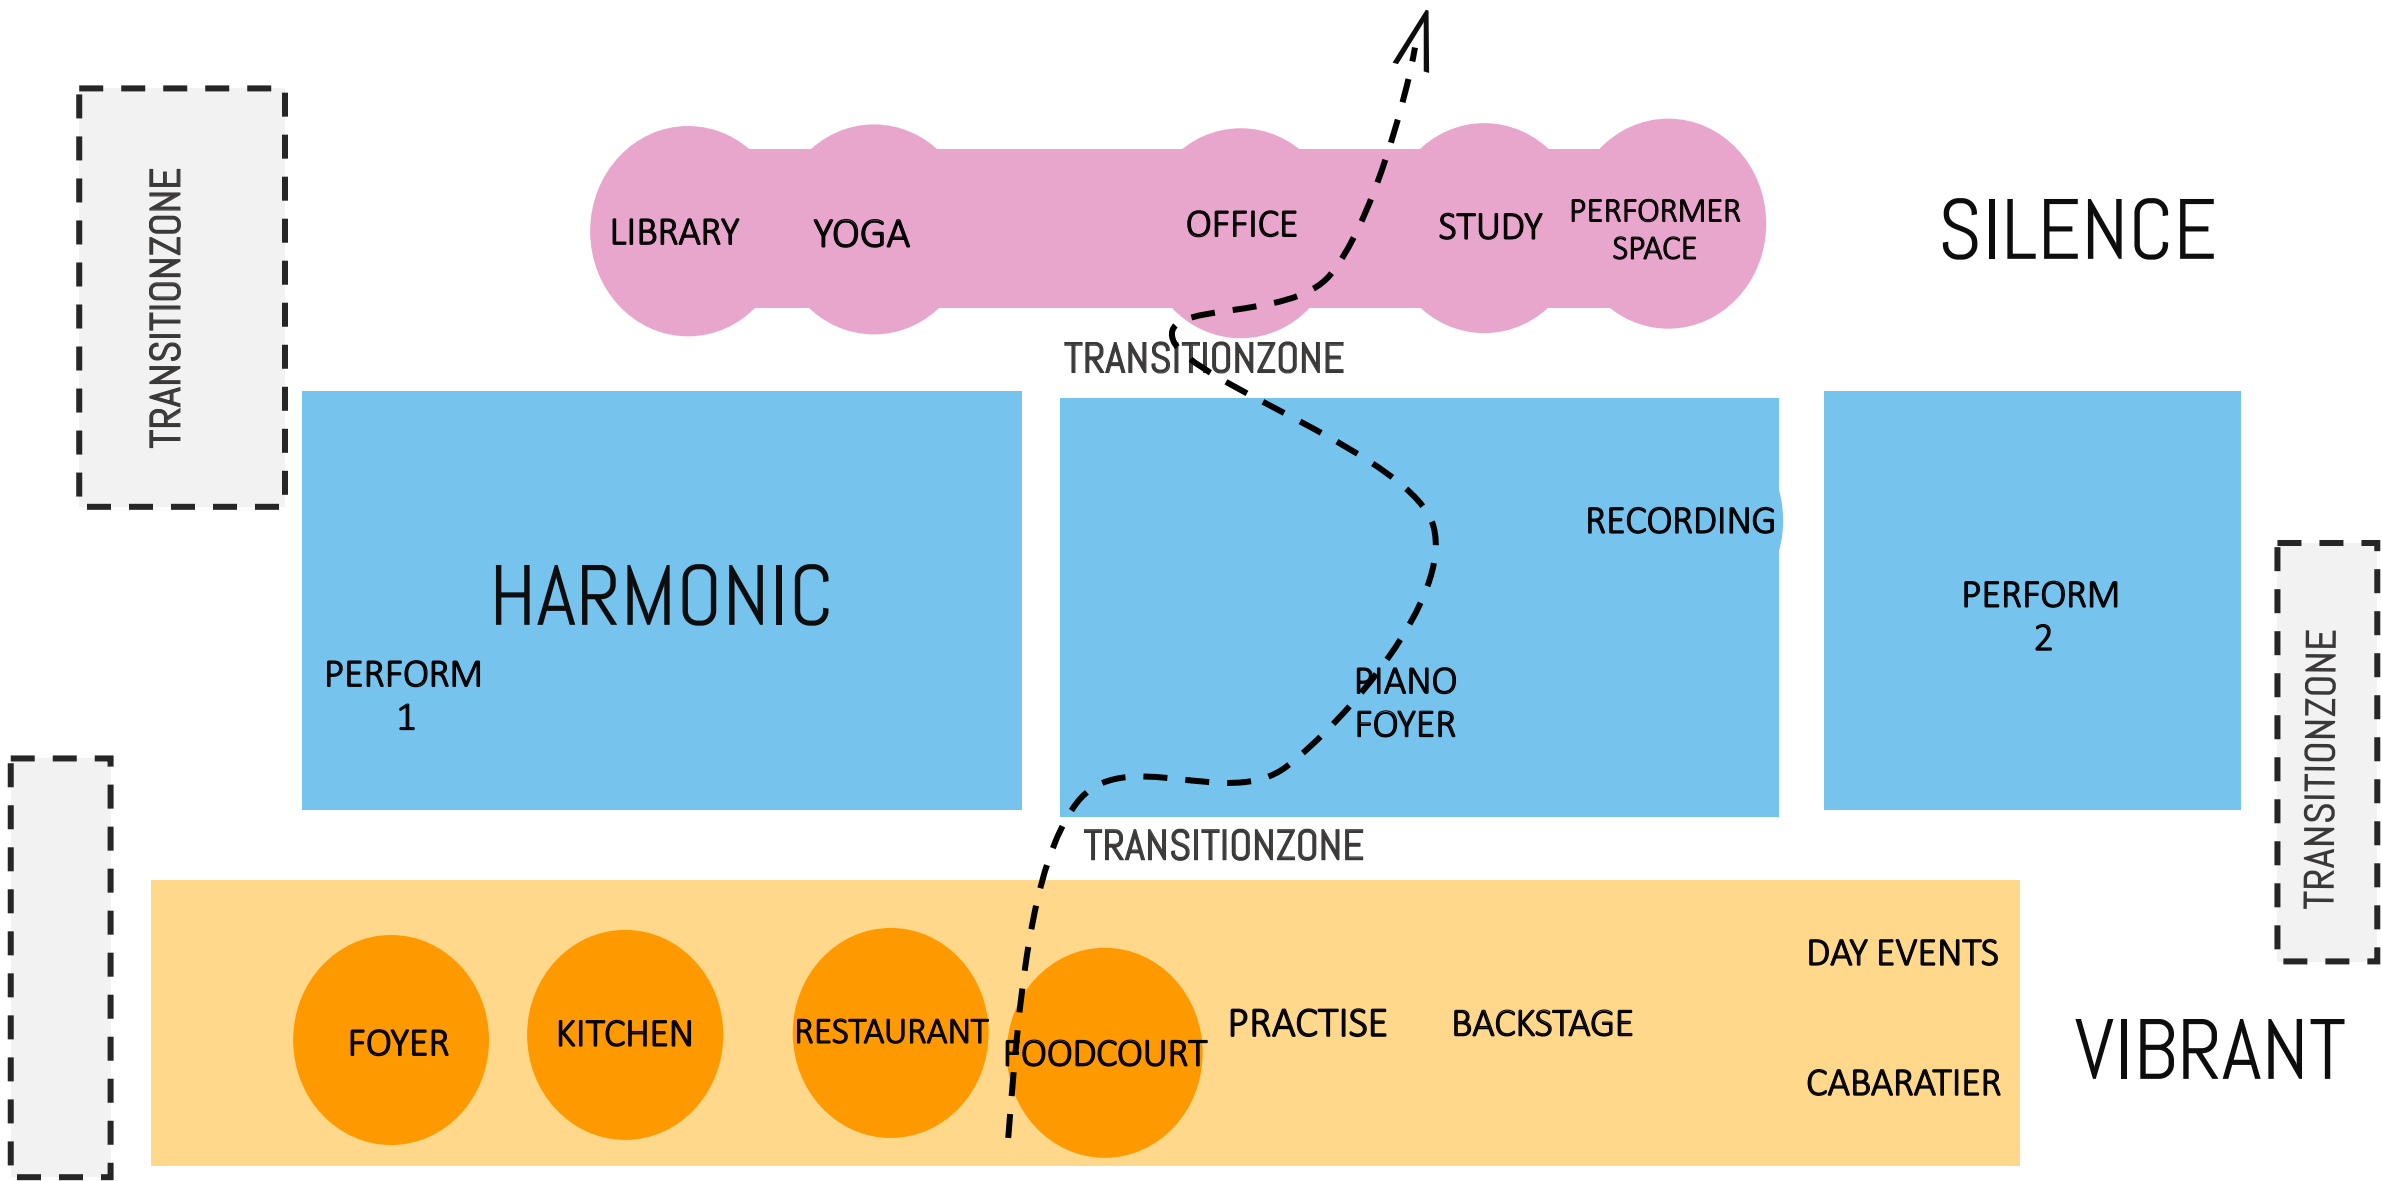 TRANSITIONZONE
LIBRARY
YOGA
OFFICE
STUDY
PERFORMER
SPACE
SILENCE
TRANSITIONZONE
HARMONIC
PERFORM
1
RECORDING
PIANO
FOYER
PERFORM
2
TRANSITIONZONE
TRANSITIONZONE
FOYER
KITCHEN
RESTAURANT
FOODCOURT
PRACTISE
BACKSTAGE
DAY EVENTS
CABARATIER
VIBRANT